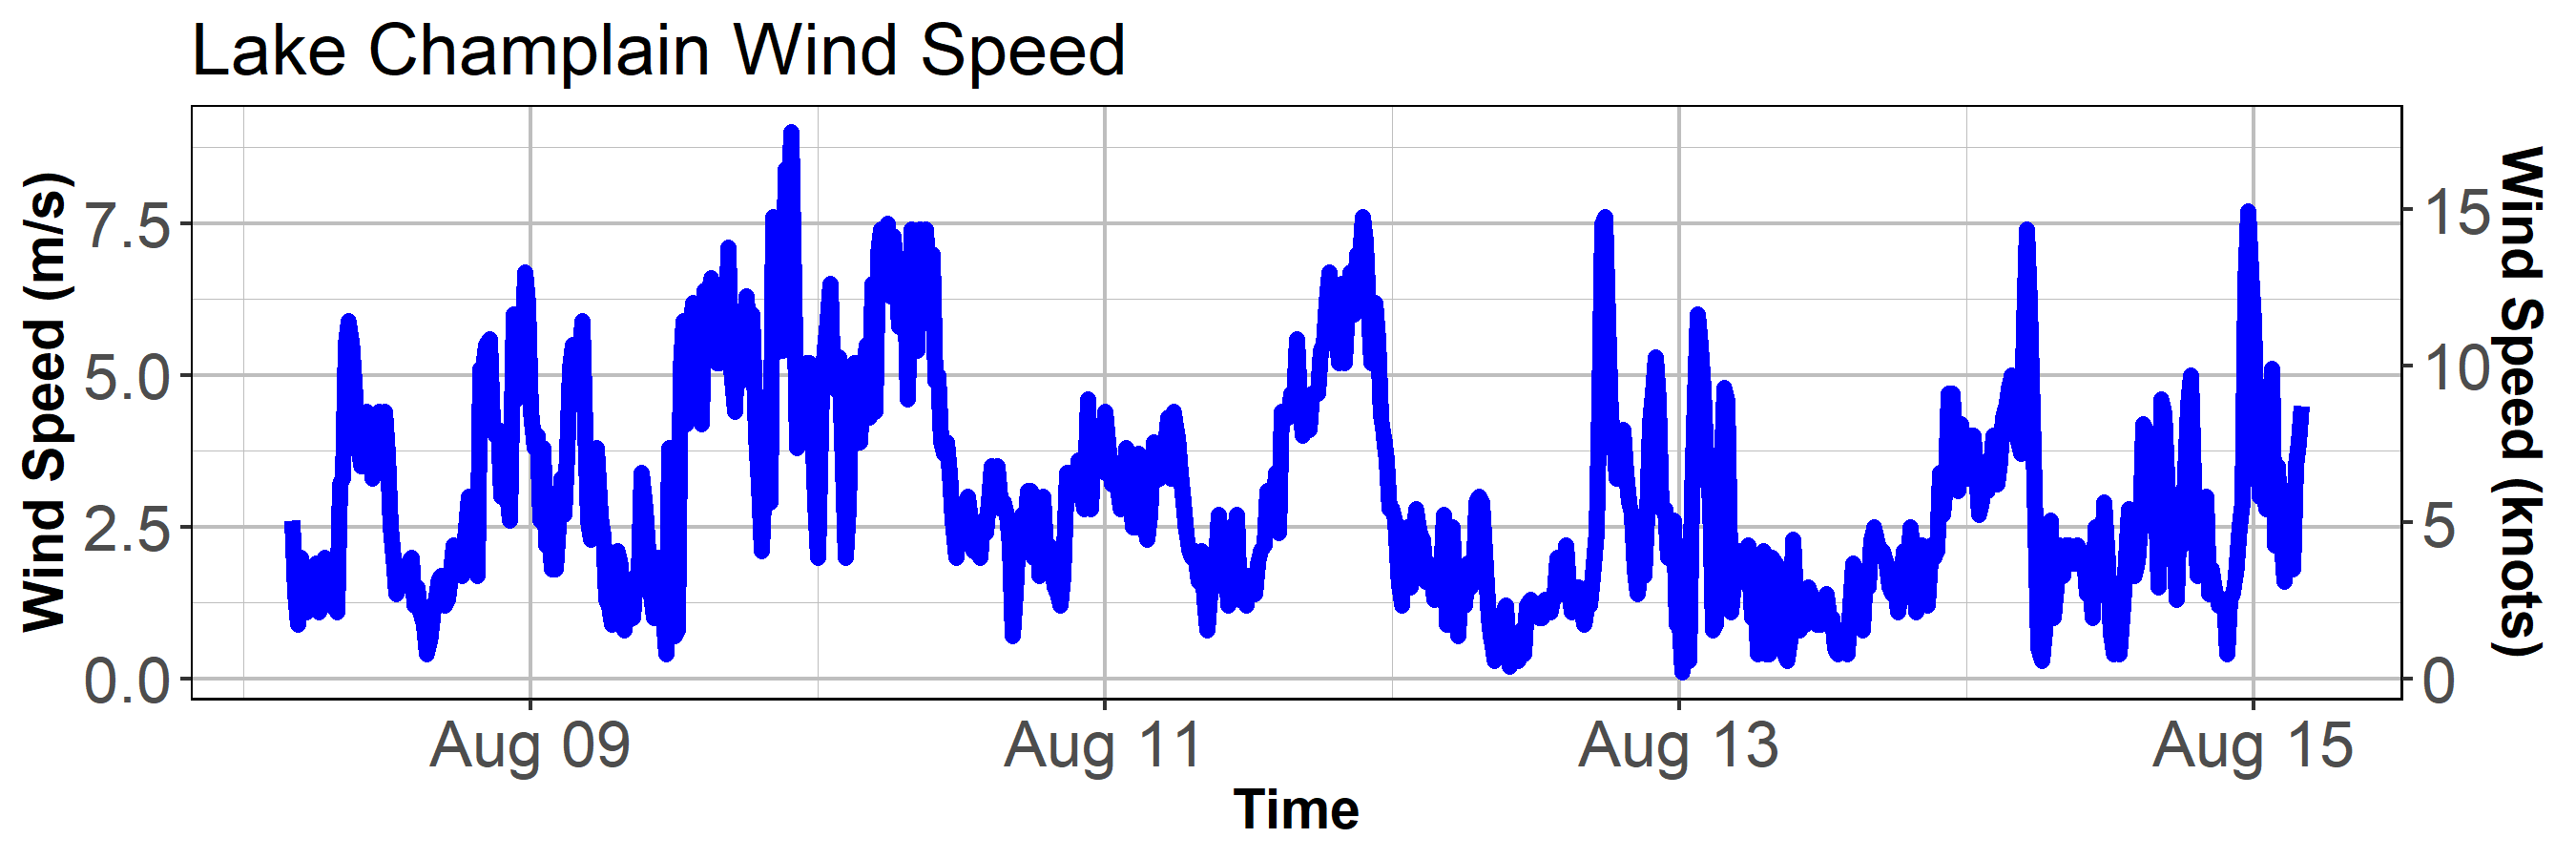 Lake Champlain Wind Speed
Wind Speed (m/s)
7.5
5.0
2.5
0.0
15
10
5
0
Wind Speed (knots)
Aug 09
Aug 11
Aug 13
Aug 15
Time